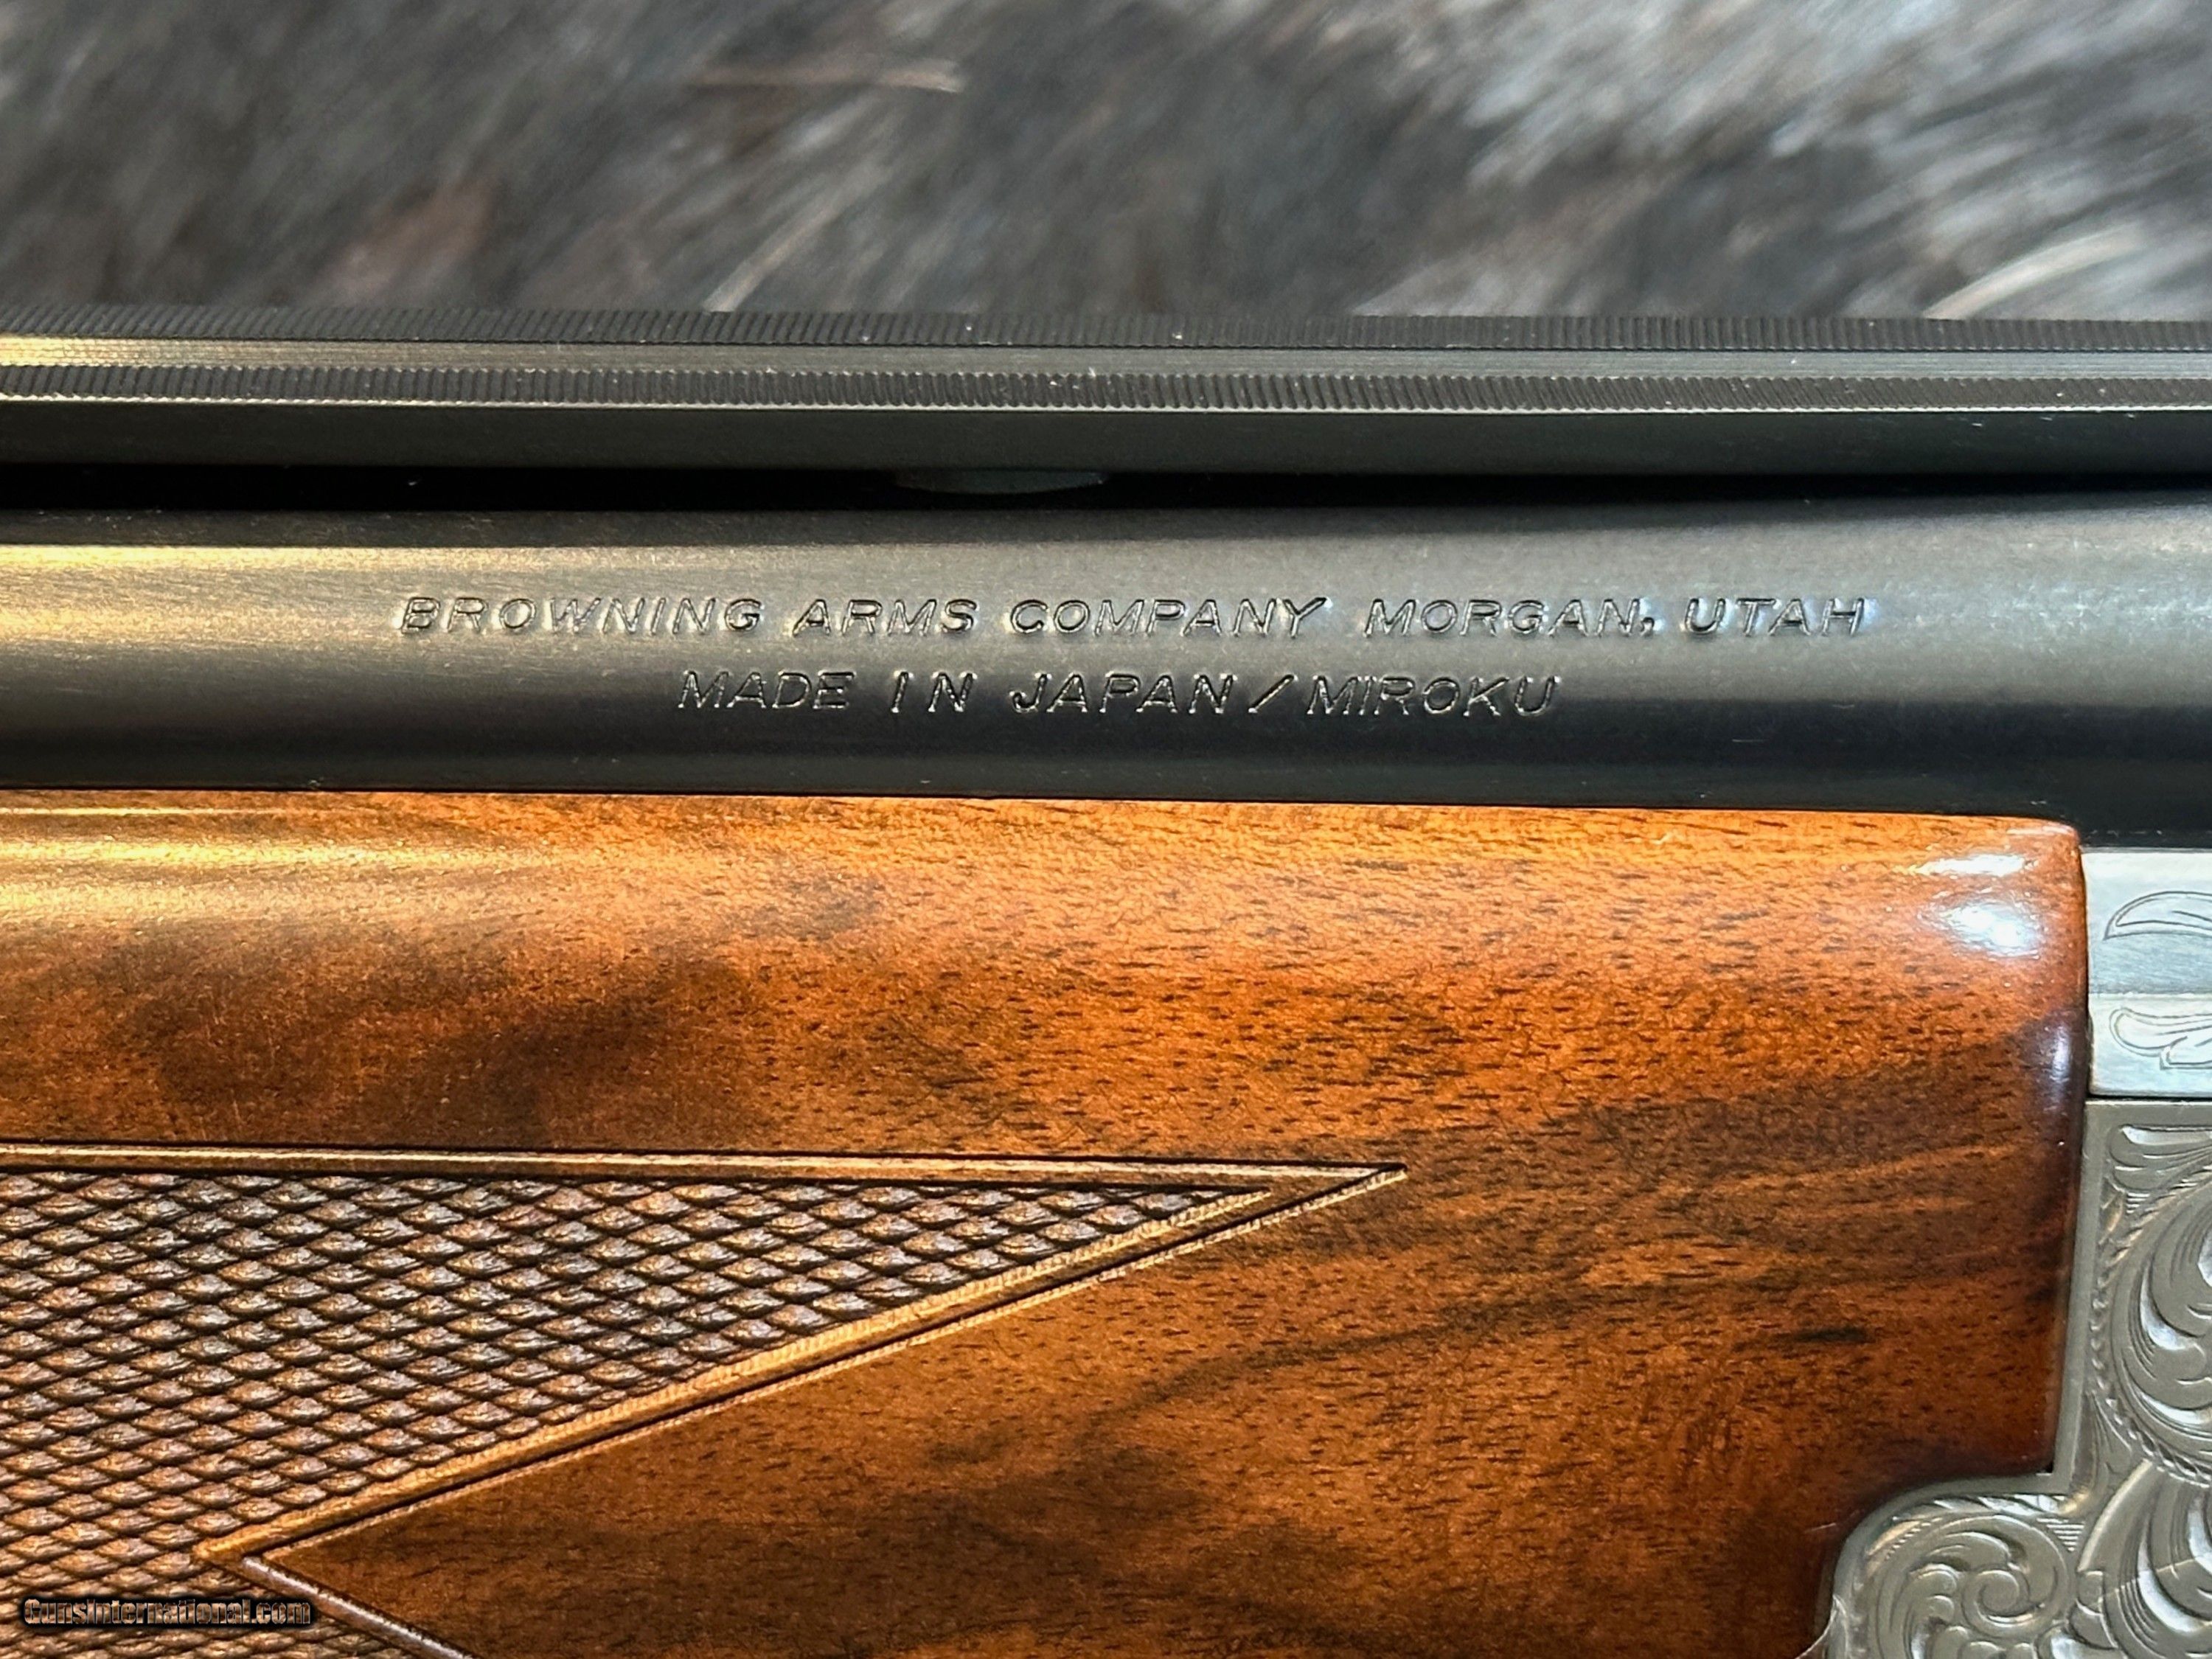 BROWNING ARMS COMPANY MORGAN, UTAH
MADE IN JAPAN/MIROKU
GunsInternational.com